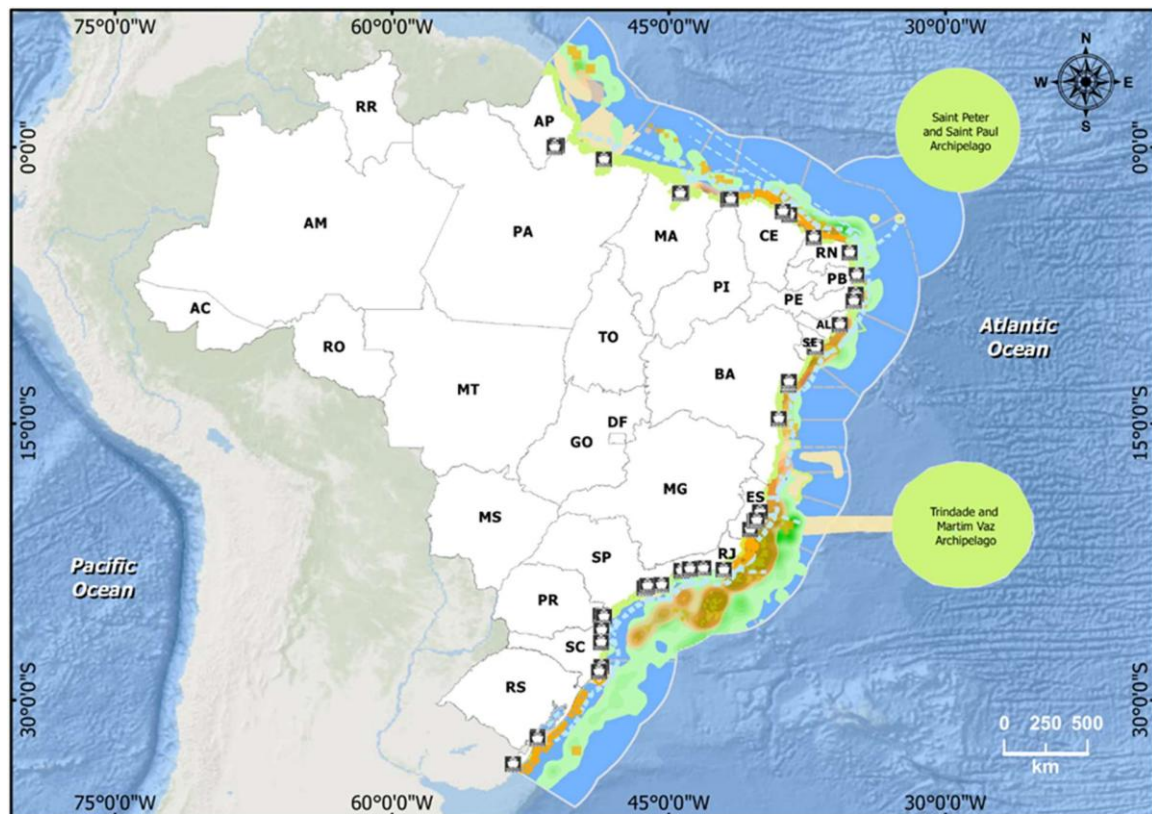 75°0'0"W 60°0'0"W 45°0'0"W 30°0'0"W
N
W E
S
Saint Peter
and Saint Paul
Archipelago
0°0'0"
0°0'0"
RR
AP
AM
PA
MA
CE
RN
PB
PI
PE
AC
AL
TO
SE
RO
Atlantic
Ocean
BA
MT
DF
GO
15°0'0"S
15°0'0"S
MG
ES
MS
Trindade and
Martim Vaz
Archipelago
RJ
SP
Pacific
Ocean
PR
SC
RS
30°0'0"S
30°0'0"S
0 250 500
km
75°0'0"W 60°0'0"W 45°0'0"W 30°0'0"W